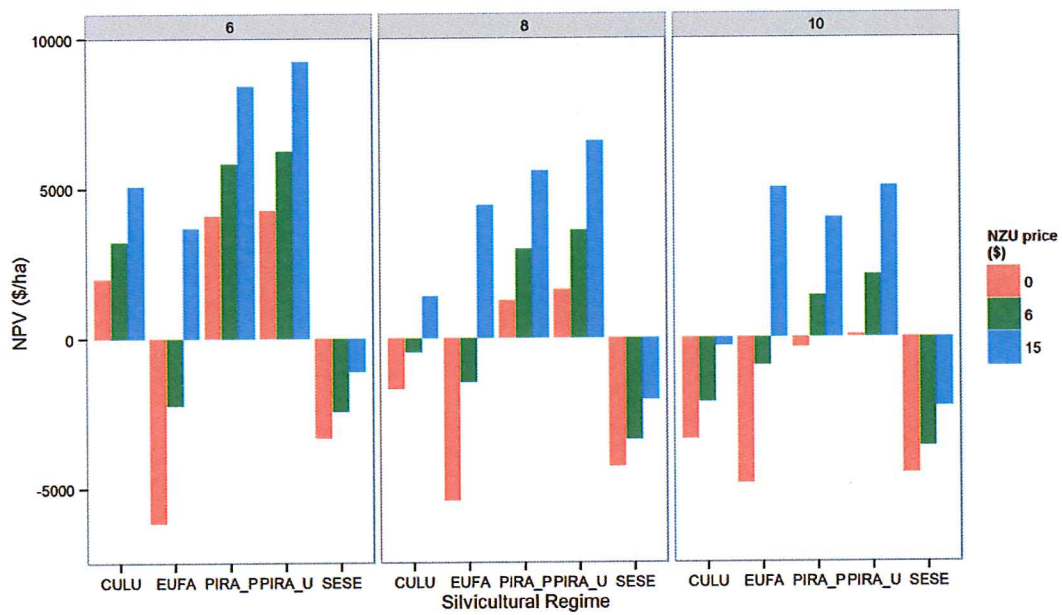 6 8 10
10000
5000
0
-5000
NPV ($/ha)
CULU EUFA PIRA_P PIRA_U SESE CULU EUFA PIRA_P PIRA_U SESE CULU EUFA PIRA_P PIRA_U SESE
Silvicultural Regime
NZU price
($)
0
6
15